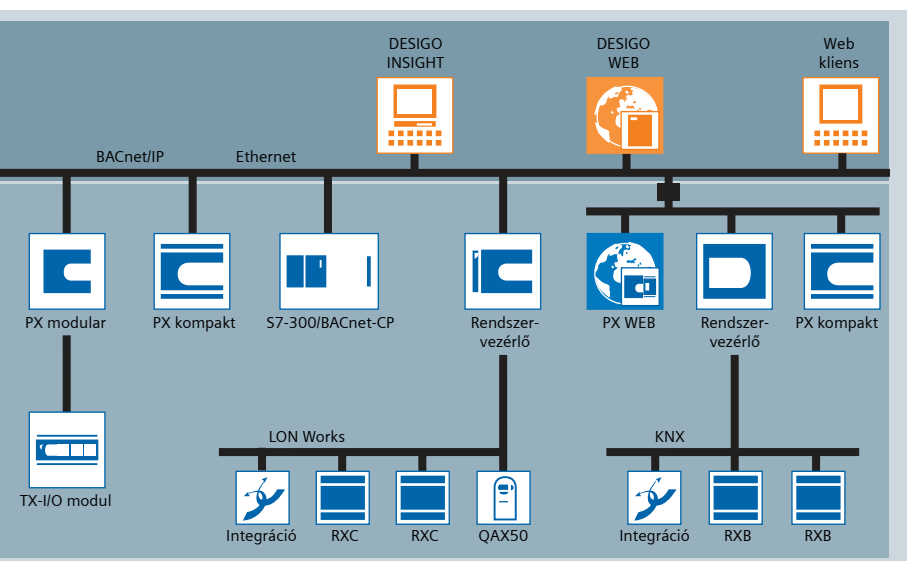 DESIGO
INSIGHT
DESIGO
WEB
Web
kliens
BACnet/IP
Ethernet
PX modular
PX kompakt
S7-300/BACnet-CP
Rendszer-
vezérlő
PX WEB
Rendszer-
vezérlő
PX kompakt
LON Works
KNX
TX-I/O modul
Integráció
RXC
RXC
QAX50
Integráció
RXB
RXB